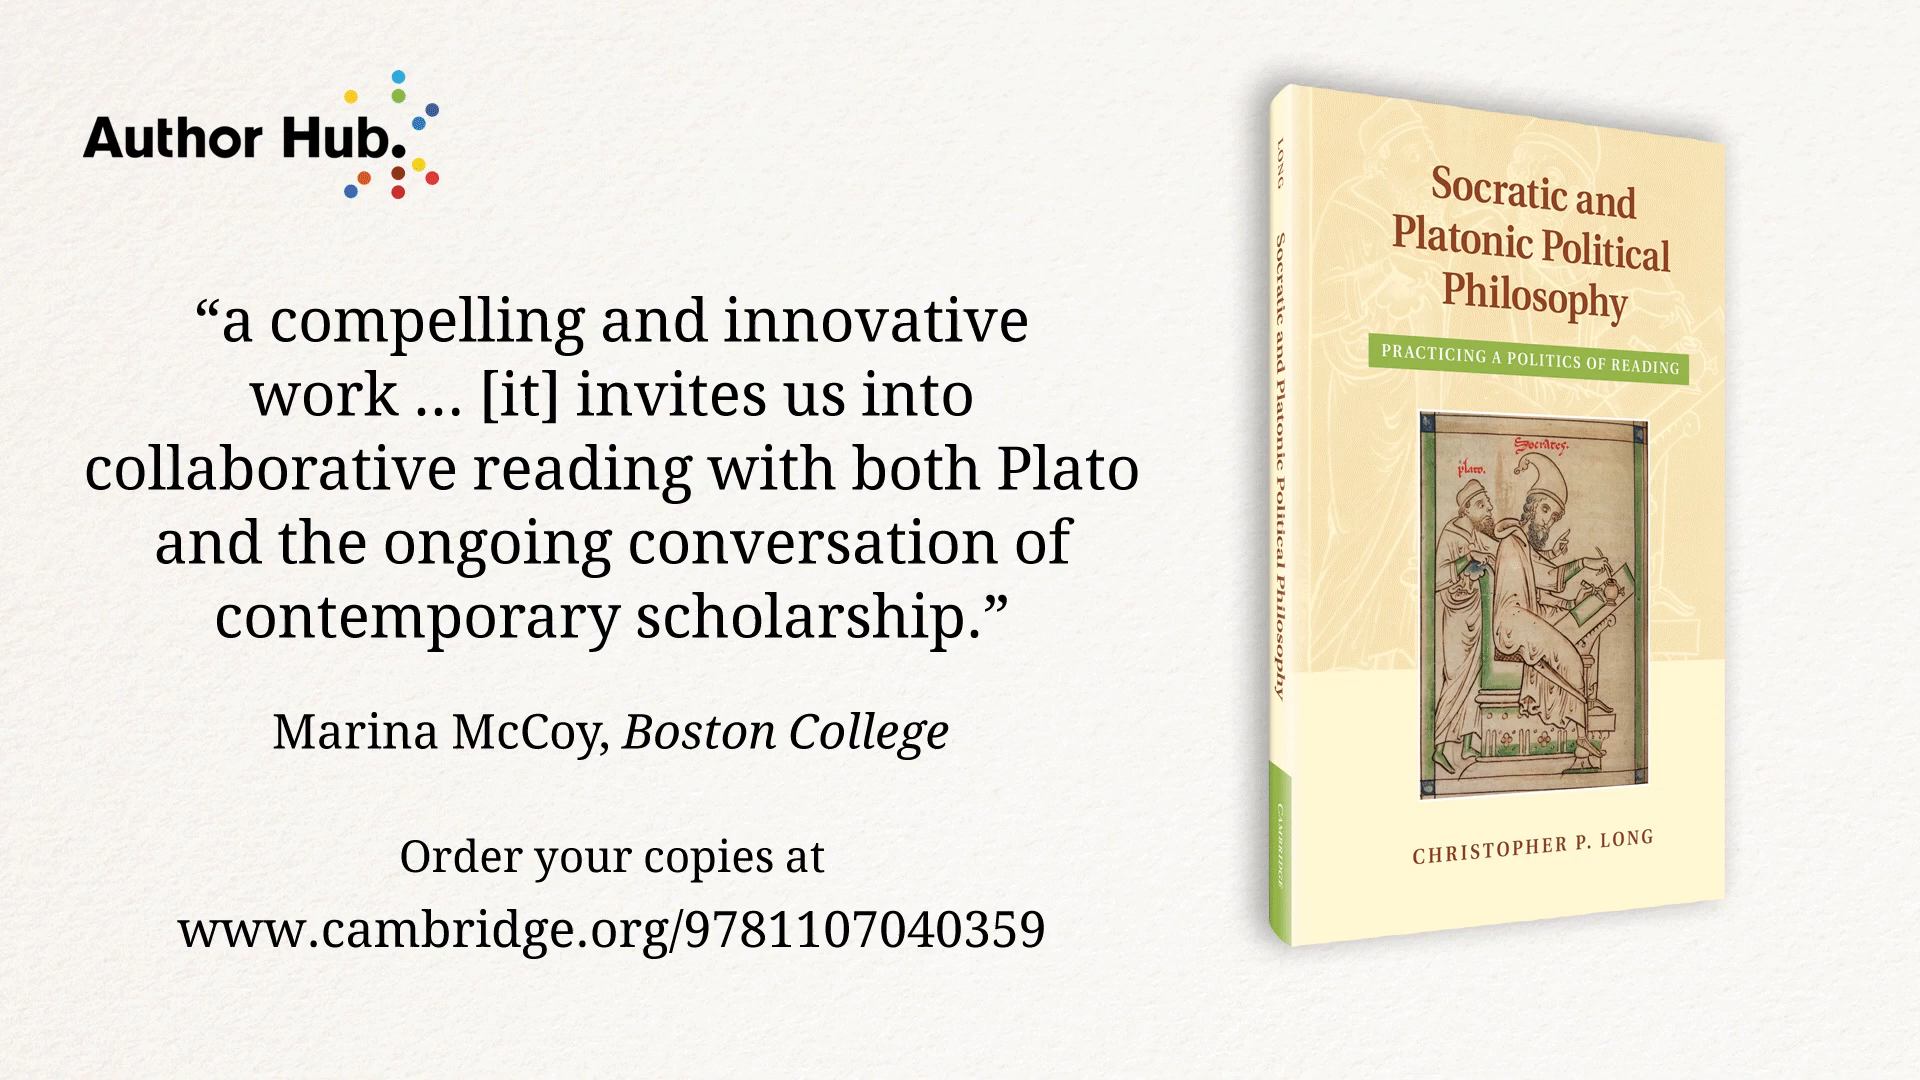 Author Hub.
“a compelling and innovative
work ... [it] invites us into
collaborative reading with both Plato
and the ongoing conversation of
contemporary scholarship.”
Marina McCoy, Boston College
Order your copies at
www.cambridge.org/9781107040359
LONG
Socratic and Platonic Political Philosophy
CAMBRIDGE
Socratic and
Platonic Political
Philosophy
PRACTICING A POLITICS OF READING
Socrates.
plato.
CHRISTOPHER P. LONG